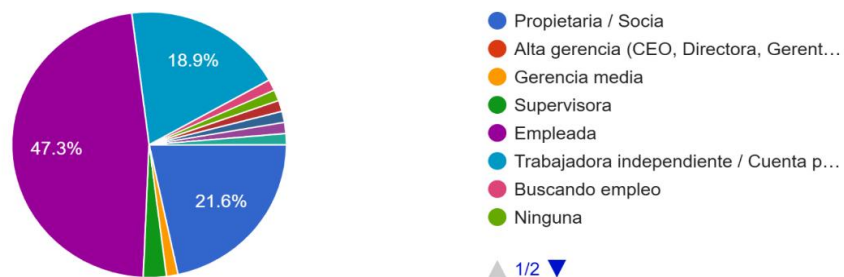 18.9%
47.3%
21.6%
Propietaria / Socia
Alta gerencia (CEO, Directora, Gerent…
Gerencia media
Supervisora
Empleada
Trabajadora independiente / Cuenta p…
Buscando empleo
Ninguna
1/2